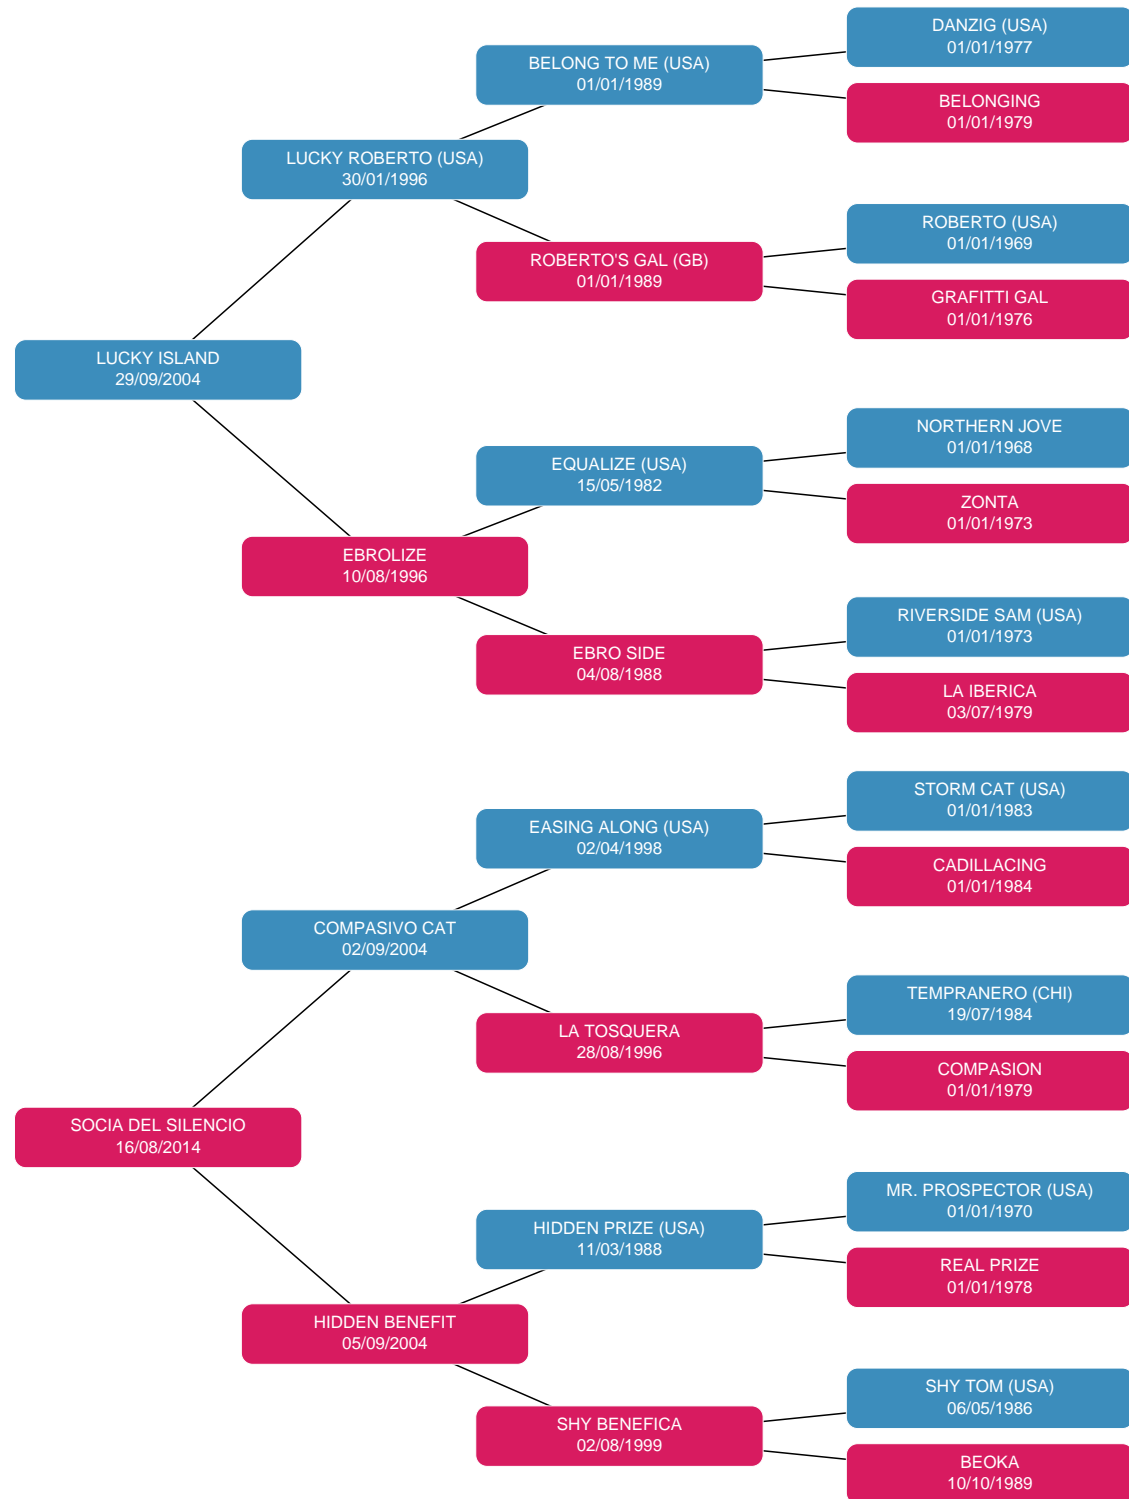 DANZIG (USA)
01/01/1977
BELONG TO ME (USA)
01/01/1989
BELONGING
01/01/1979
LUCKY ROBERTO (USA)
30/01/1996
ROBERTO (USA)
01/01/1969
ROBERTO'S GAL (GB)
01/01/1989
GRAFITTI GAL
01/01/1976
LUCKY ISLAND
29/09/2004
NORTHERN JOVE
01/01/1968
EQUALIZE (USA)
15/05/1982
ZONTA
01/01/1973
EBROLIZE
10/08/1996
RIVERSIDE SAM (USA)
01/01/1973
EBRO SIDE
04/08/1988
LA IBERICA
03/07/1979
STORM CAT (USA)
01/01/1983
EASING ALONG (USA)
02/04/1998
CADILLACING
01/01/1984
COMPASIVO CAT
02/09/2004
TEMPRANERO (CHI)
19/07/1984
LA TOSQUERA
28/08/1996
COMPASION
01/01/1979
SOCIA DEL SILENCIO
16/08/2014
MR. PROSPECTOR (USA)
01/01/1970
HIDDEN PRIZE (USA)
11/03/1988
REAL PRIZE
01/01/1978
HIDDEN BENEFIT
05/09/2004
SHY TOM (USA)
06/05/1986
SHY BENEFICA
02/08/1999
BEOKA
10/10/1989